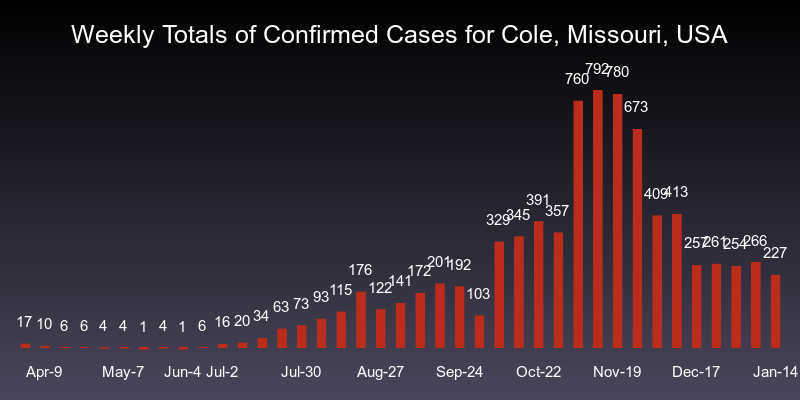 Weekly Totals of Confirmed Cases for Cole, Missouri, USA
17 10 6 6 4 4 1 4 1 6 16 20 34 63 73 93 115 176 122 141 172 201 192 103 329 345 391 357 760 792 780 673 409 413 257 261 254 266 227
Apr-9 May-7 Jun-4 Jul-2 Jul-30 Aug-27 Sep-24 Oct-22 Nov-19 Dec-17 Jan-14